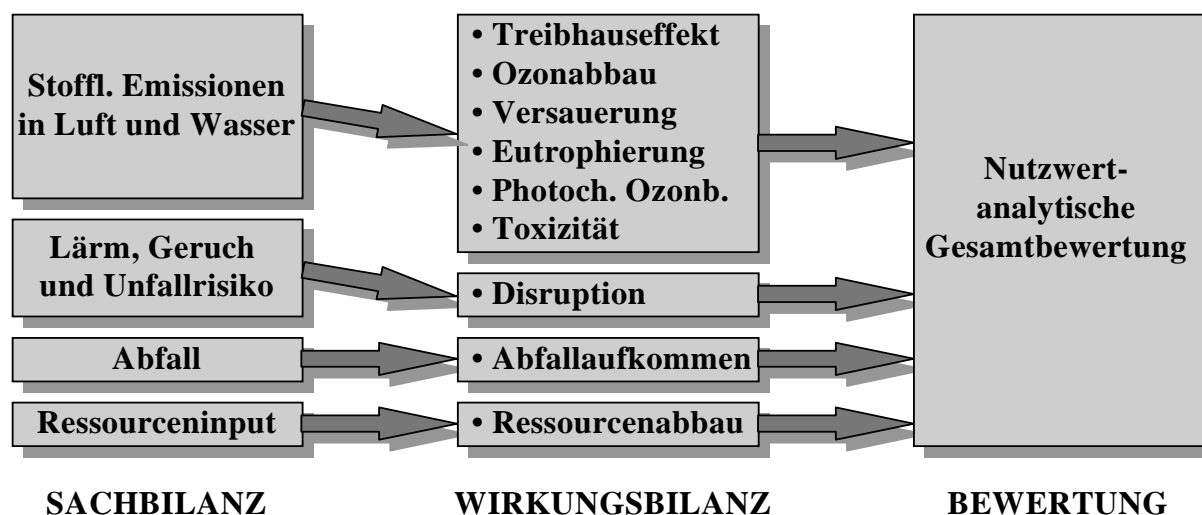 Stoffl. Emissionen
in Luft und Wasser
• Treibhauseffekt
• Ozonabbau
• Versauerung
• Eutrophierung
• Photoch. Ozonb.
• Toxizität
Nutzwert-
analytische
Gesamtbewertung
Lärm, Geruch
und Unfallrisiko
• Disruption
Abfall
• Abfallaufkommen
Ressourceninput
• Ressourcenabbau
SACHBILANZ
WIRKUNGSBILANZ
BEWERTUNG